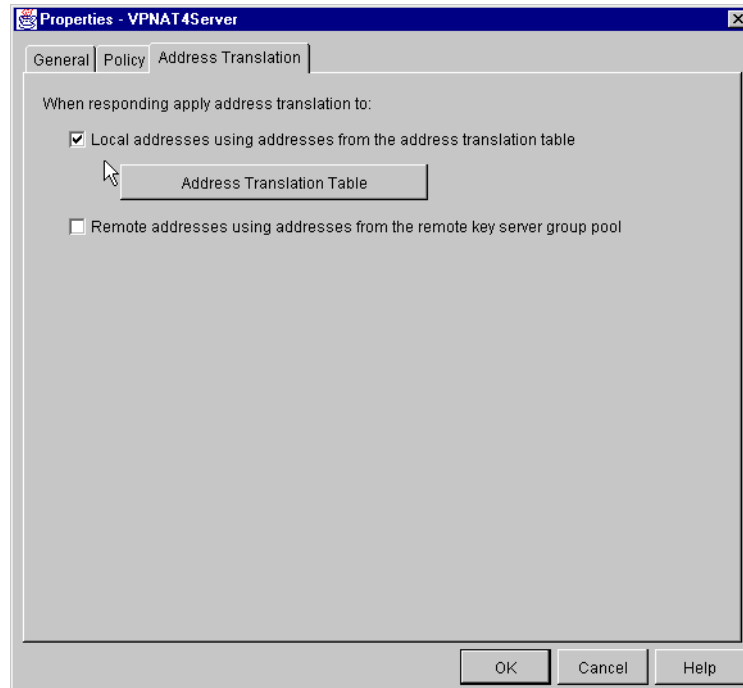 Properties - VPNAT4Server
General Policy Address Translation
When responding apply address translation to:
Local addresses using addresses from the address translation table
Address Translation Table
Remote addresses using addresses from the remote key server group pool
OK Cancel Help